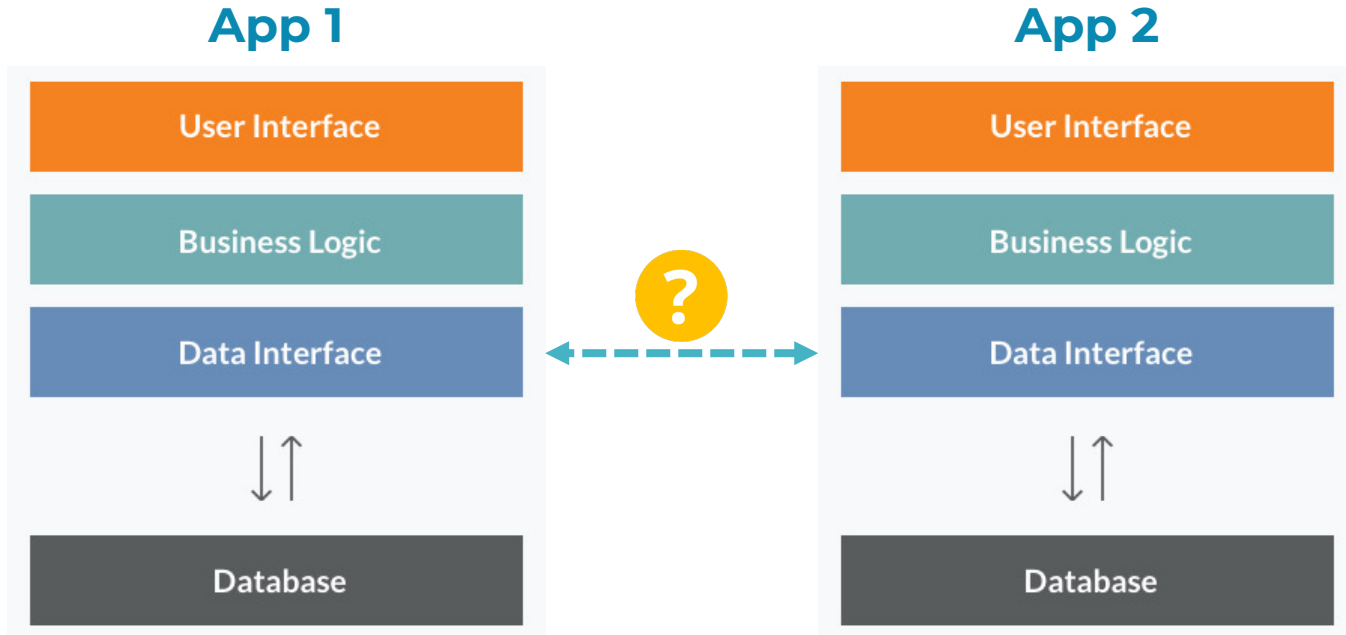 App 1
App 2
User Interface
Business Logic
Data Interface
Database
?
User Interface
Business Logic
Data Interface
Database